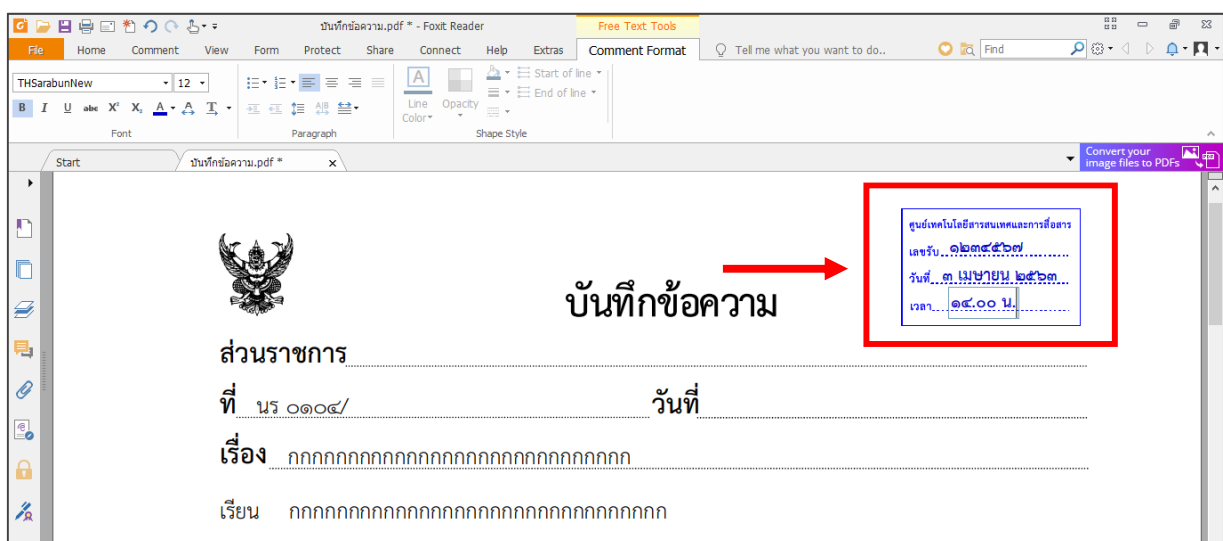 บันทึกข้อความ.pdf * - Foxit Reader
Free Text Tools
File Home Comment View Form Protect Share Connect Help Extras Comment Format Tell me what you want to do.. Find
THSarabunNew 12
Start of line
End of line
B I U abc X² X₂ A A T
Line Color
Opacity
Font Paragraph Shape Style
Start บันทึกข้อความ.pdf * x
Convert your
image files to PDFs
ศูนย์เทคโนโลยีสารสนเทศและการสื่อสาร
เลขรับ ๑๒๓๔๕๖๗
วันที่ ๓ เมษายน ๒๕๖๓
เวลา ๑๔.๐๐ น.
บันทึกข้อความ
ส่วนราชการ
ที่ นร ๐๑๐๔/ วันที่
เรื่อง กกกกกกกกกกกกกกกกกกกกกกกกกกกกก
เรียน กกกกกกกกกกกกกกกกกกกกกกกกกกกกกกกก